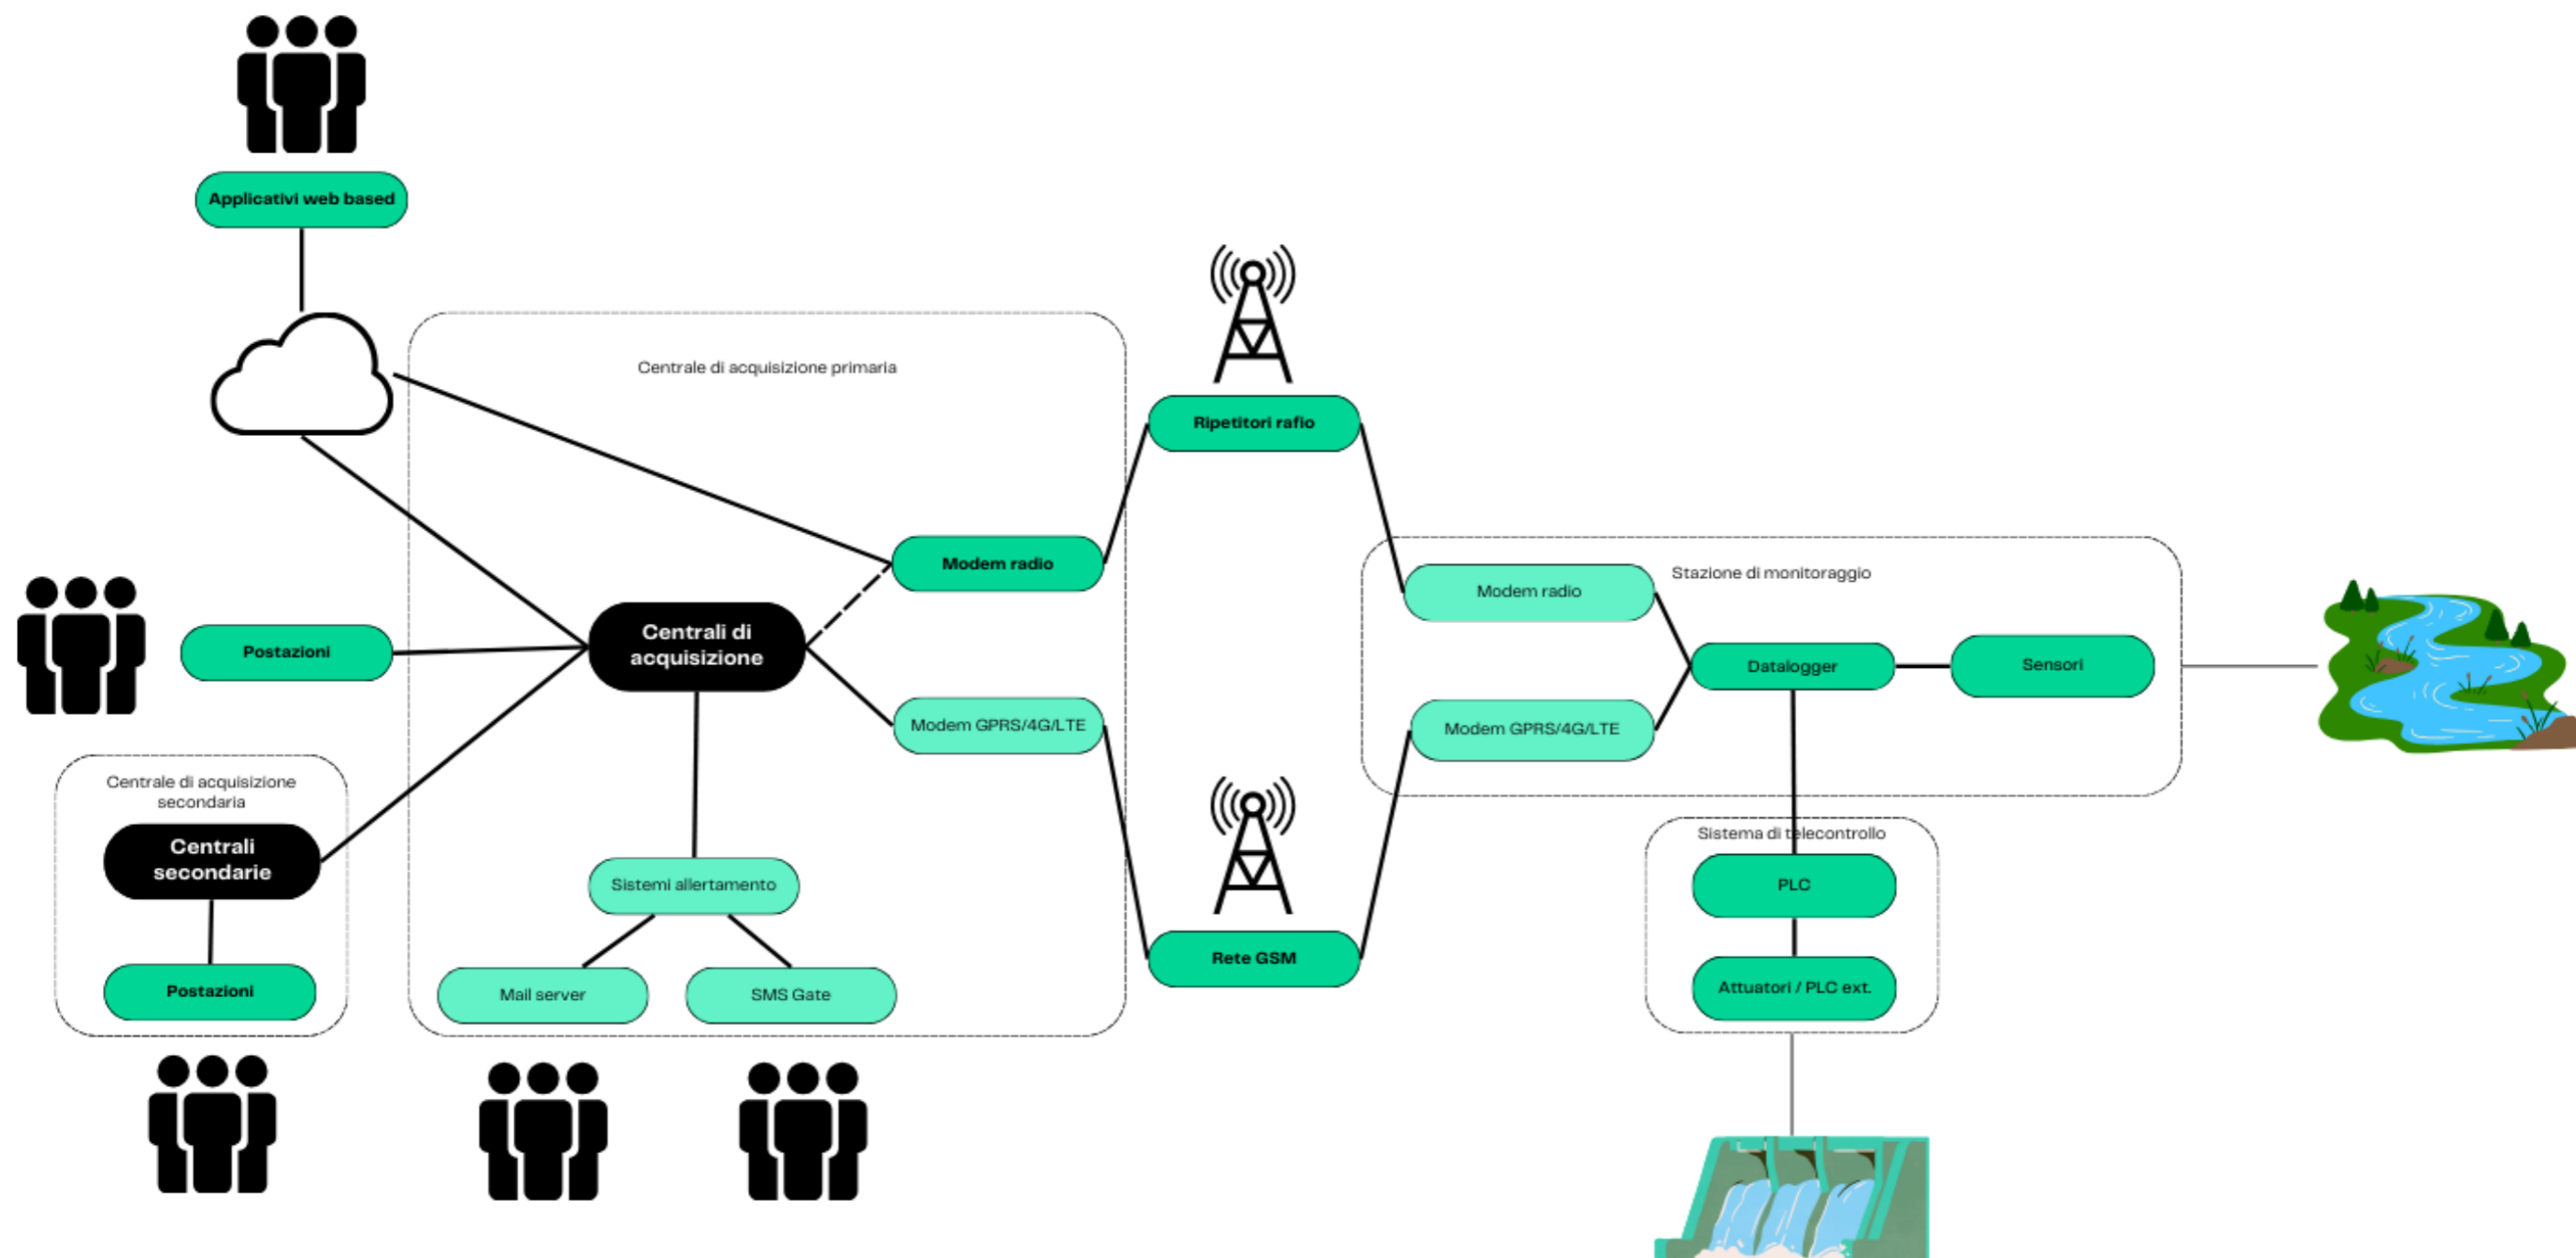 Applicativi web based
Centrale di acquisizione primaria
Ripetitori rafio
Modem radio
Stazione di monitoraggio
Modem radio
Centrali di
acquisizione
Postazioni
Datalogger
Sensori
Modem GPRS/4G/LTE
Modem GPRS/4G/LTE
Centrale di acquisizione
secondaria
Centrali
secondarie
Postazioni
Sistemi allertamento
Mail server
SMS Gate
Rete GSM
Sistema di telecontrollo
PLC
Attuatori / PLC ext.